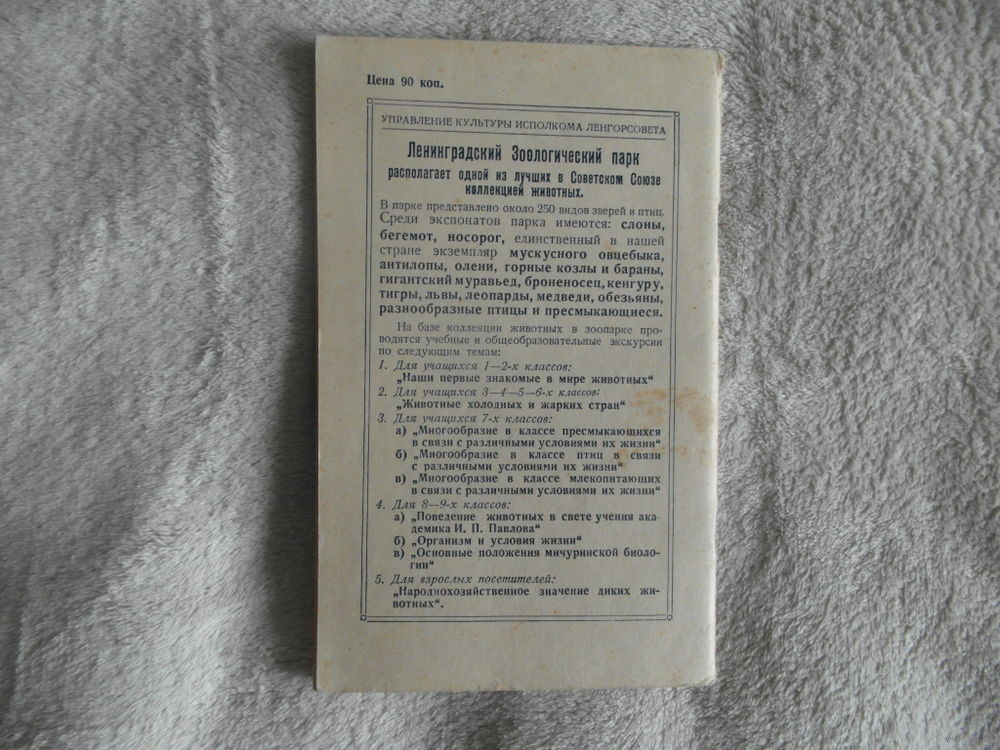 Цена 90 коп.
УПРАВЛЕНИЕ КУЛЬТУРЫ ИСПОЛКОМА ЛЕНГОРСОВЕТА
Ленинградский Зоологический парк
располагает одной из лучших в Советском Союзе
коллекцией животных.
В парке представлено около 250 видов зверей и птиц.
Среди экспонатов парка имеются: слоны,
бегемот, носорог, единственный в нашей
стране экземпляр мускусного овцебыка,
антилопы, олени, горные козлы и бараны,
гигантский муравьед, броненосец, кенгуру,
тигры, львы, леопарды, медведи, обезьяны,
разнообразные птицы и пресмыкающиеся.
На базе коллекции животных в зоопарке про-
водятся учебные и общеобразовательные экскурсии
по следующим темам:
1. Для учащихся 1—2-х классов:
„Наши первые знакомые в мире животных“
2. Для учащихся 3—4—5—6-х классов:
„Животные холодных и жарких стран“
3. Для учащихся 7-х классов:
а) „Многообразие в классе пресмыкающихся
в связи с различными условиями их жизни“
б) „Многообразие в классе птиц в связи
с различными условиями их жизни“
в) „Многообразие в классе млекопитающих
в связи с различными условиями их жизни“
4. Для 8—9-х классов:
а) „Поведение животных в свете учения ака-
демика И. П. Павлова“
б) „Организм и условия жизни“
в) „Основные положения мичуринской биоло-
гии“
5. Для взрослых посетителей:
„Народнохозяйственное значение диких жи-
вотных“.